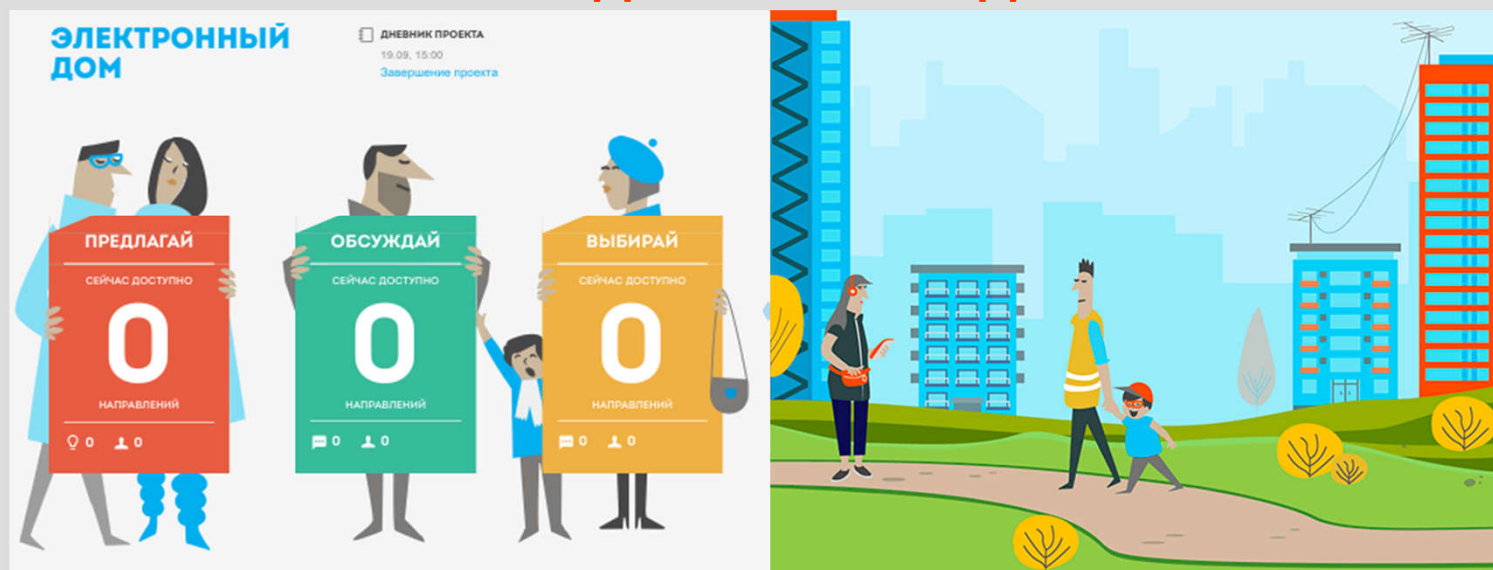 ЭЛЕКТРОННЫЙ
ДОМ
ДНЕВНИК ПРОЕКТА
19.09, 15:00
Завершение проекта
ПРЕДЛАГАЙ
СЕЙЧАС ДОСТУПНО
0
НАПРАВЛЕНИЙ
0 0
ОБСУЖДАЙ
СЕЙЧАС ДОСТУПНО
0
НАПРАВЛЕНИЙ
0 0
ВЫБИРАЙ
СЕЙЧАС ДОСТУПНО
0
НАПРАВЛЕНИЙ
0 0